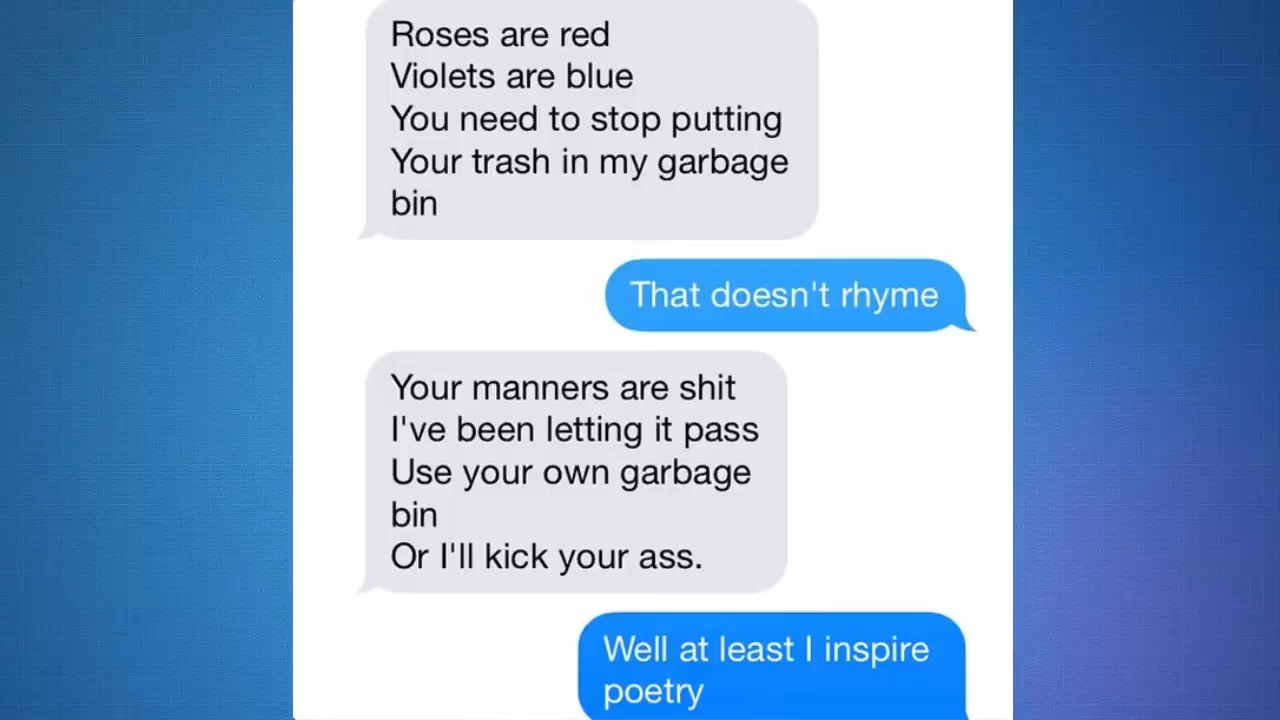 Roses are red
Violets are blue
You need to stop putting
Your trash in my garbage
bin
That doesn't rhyme
Your manners are shit
I've been letting it pass
Use your own garbage
bin
Or I'll kick your ass.
Well at least I inspire
poetry